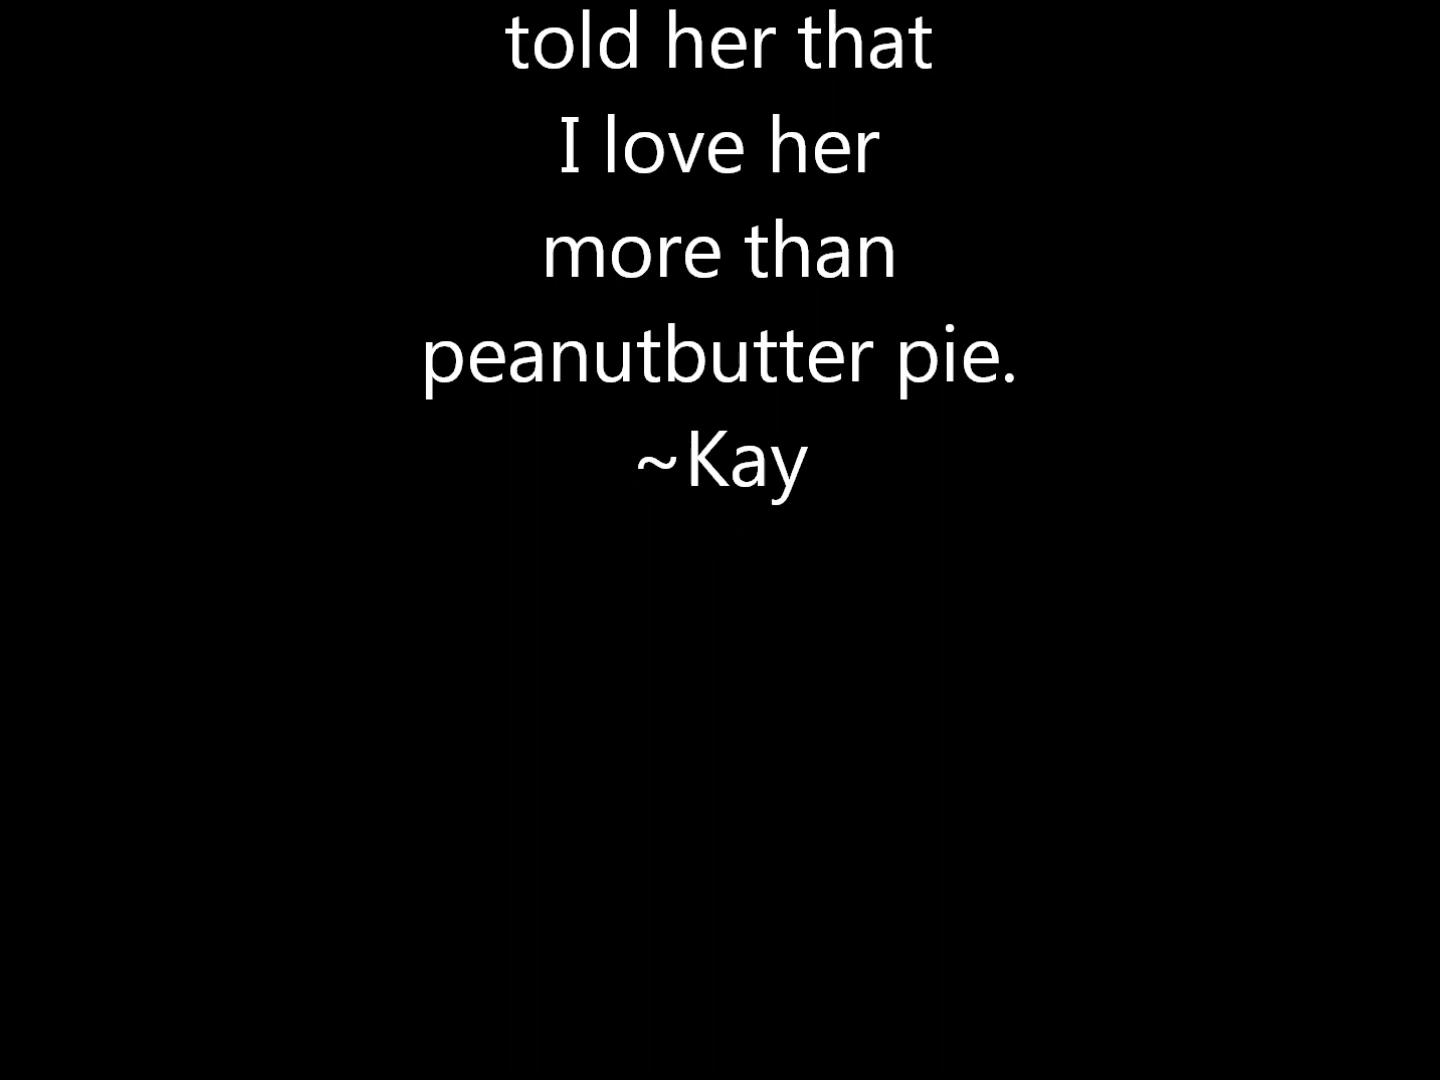 told her that
I love her
more than
peanutbutter pie.
~Kay